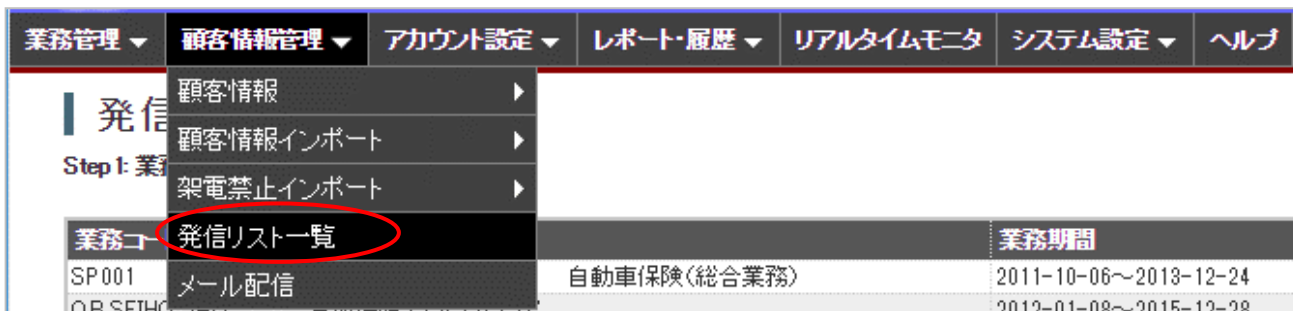 業務管理 ▼ 顧客情報管理 ▼ アカウント設定 ▼ レポート・履歴 ▼ リアルタイムモニタ システム設定 ▼ ヘルプ
顧客情報
発信
顧客情報インポート
Step1: 業務
架電禁止インポート
発信リスト一覧
業務コー 業務期間
SP001 自動車保険(総合業務) 2011-10-06～2013-12-24
メール配信
2012-01-08～2015-12-28